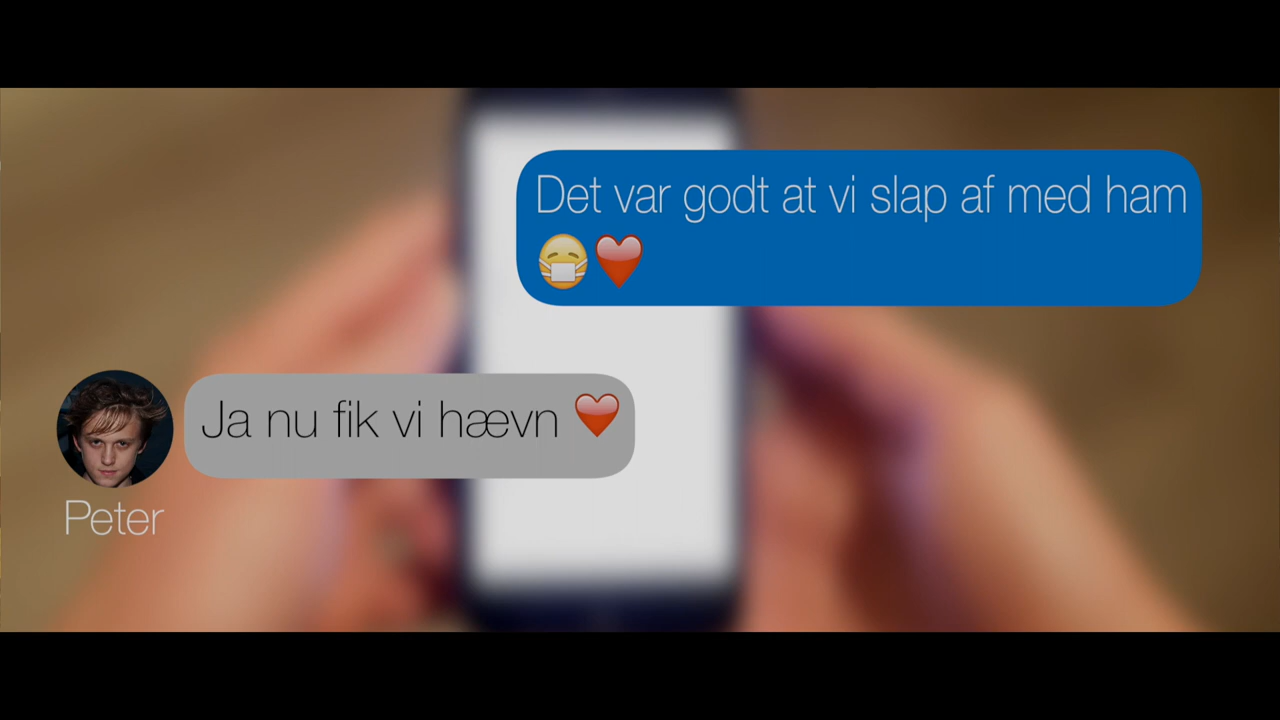 Det var godt at vi slap af med ham
😷❤️
Ja nu fik vi hævn ❤️
Peter